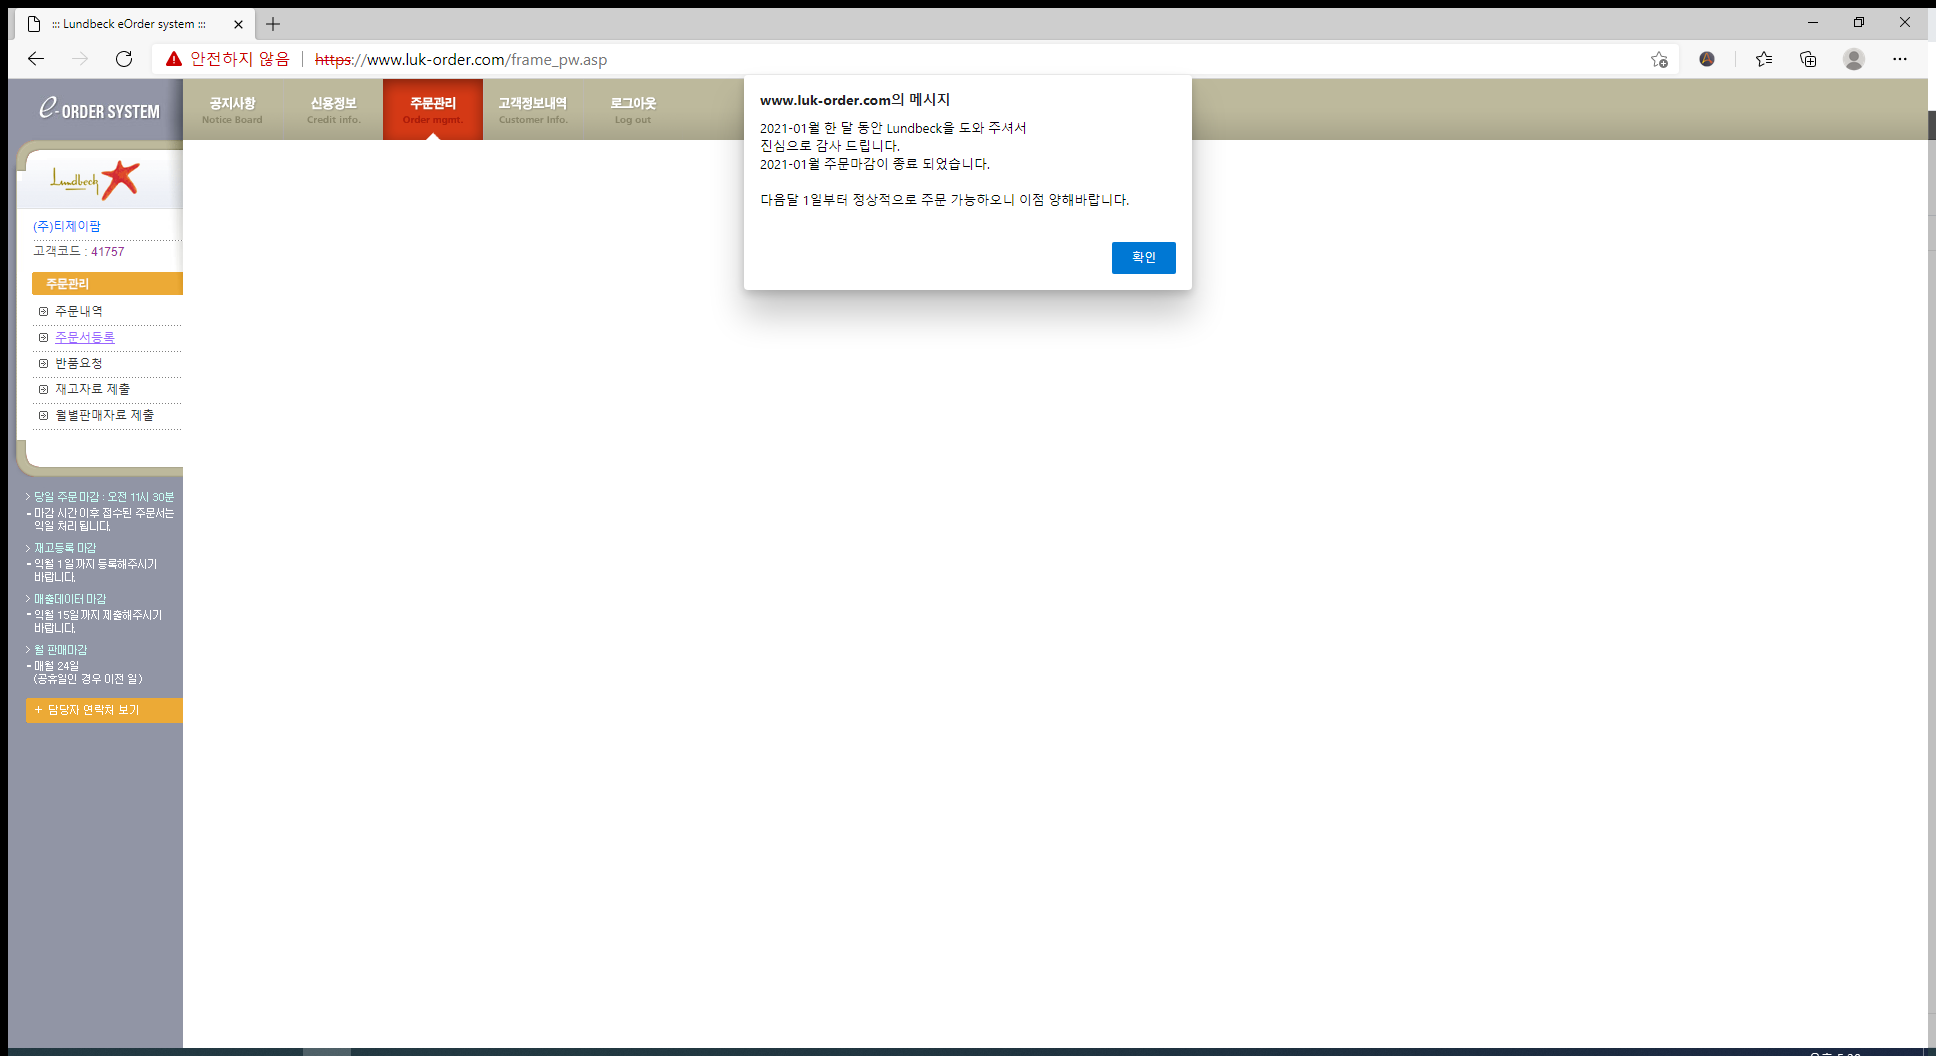 ::: Lundbeck eOrder system :::
안전하지 않음
https://www.luk-order.com/frame_pw.asp
e-ORDER SYSTEM
공지사항
Notice Board
신용정보
Credit info.
주문관리
Order mgmt.
고객정보내역
Customer Info.
로그아웃
Log out
www.luk-order.com의 메시지
2021-01월 한 달 동안 Lundbeck을 도와 주셔서
진심으로 감사 드립니다.
2021-01월 주문마감이 종료 되었습니다.
다음달 1일부터 정상적으로 주문 가능하오니 이점 양해바랍니다.
확인
Lundbeck
(주)티제이팜
고객코드 : 41757
주문관리
주문내역
주문서등록
반품요청
재고자료 제출
월별판매자료 제출
> 당일 주문 마감 : 오전 11시 30분
- 마감 시간 이후 접수된 주문서는
익일 처리 됩니다.
> 재고등록 마감
- 익월 1일까지 등록해주시기
바랍니다.
> 매출데이터 마감
- 익월 15일까지 제출해주시기
바랍니다.
> 월 판매마감
- 매월 24일
(공휴일인 경우 이전 일)
+ 담당자 연락처 보기